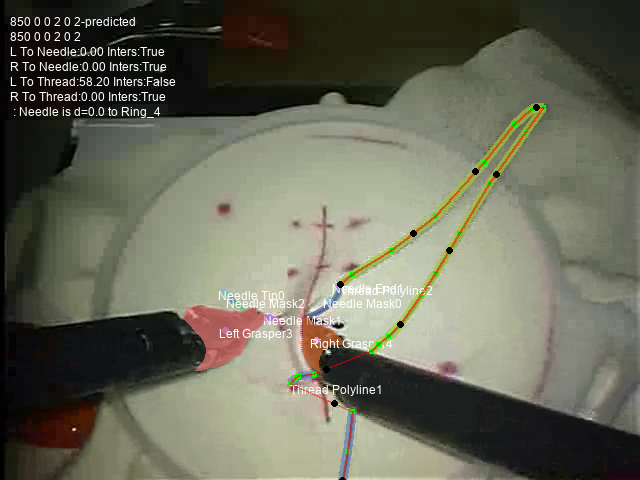 850 0 0 2 0 2-predicted
850 0 0 2 0 2
L To Needle:0.00 Inters:True
R To Needle:0.00 Inters:True
L To Thread:58.20 Inters:False
R To Thread:0.00 Inters:True
: Needle is d=0.0 to Ring_4
Needle Tip0
Needle Mask2
Thread Polyline2
Needle Mask0
Needle Mask1
Left Grasper3
Thread Polyline1